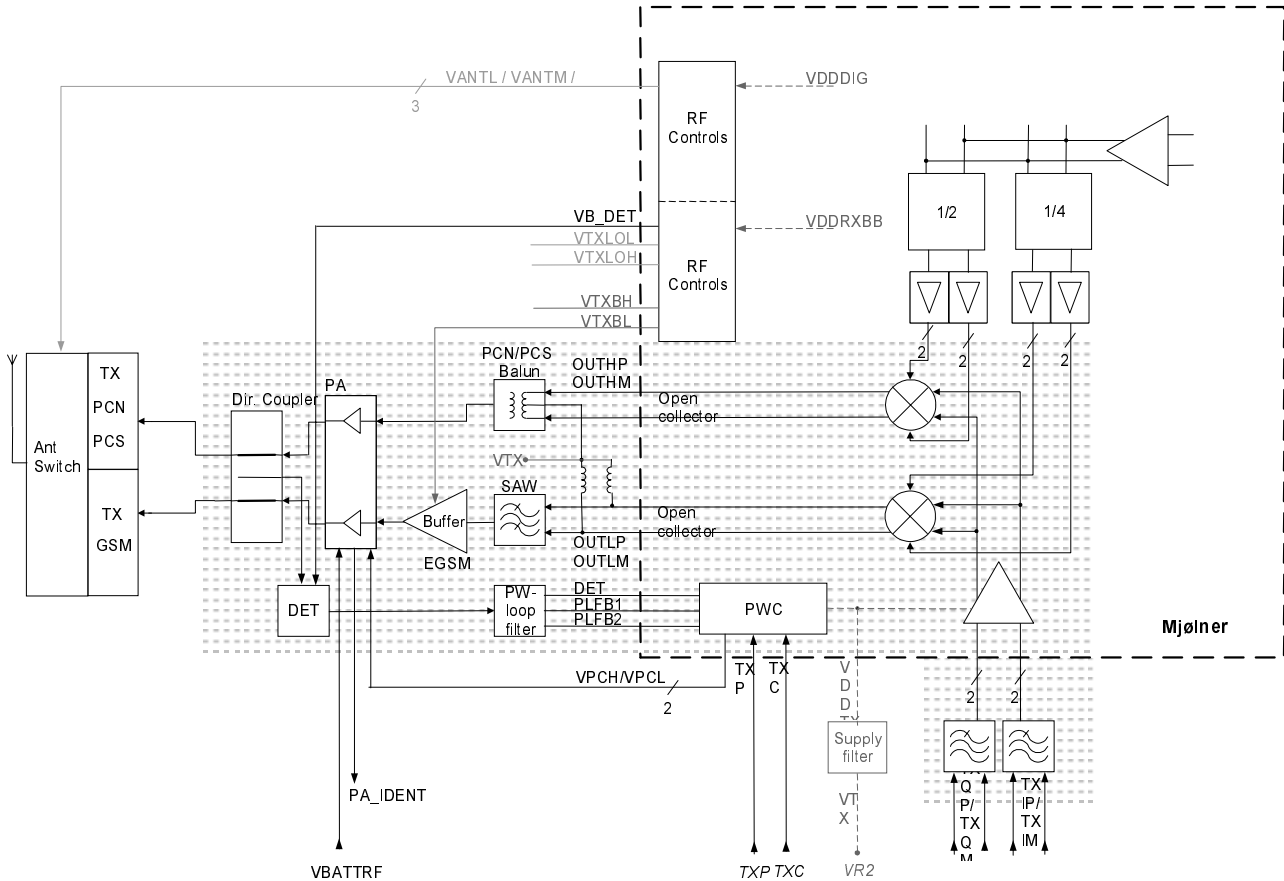 VANTL / VANTM /
3
VDDDIG
RF
Controls
VB_DET
VTXLOL
VTXLOH
VDDRXBB
RF
Controls
VTXBH
VTXBL
1/2
1/4
2
2
2
2
PCN/PCS
Balun
OUTHP
OUTHM
Open
collector
TX
PCN
PCS
Dir. Coupler
PA
Ant
Switch
VTX
SAW
TX
GSM
Buffer
EGSM
Open
collector
OUTLP
OUTLM
DET
PW-
loop
filter
DET
PLFB1
PLFB2
PWC
Mjølner
VPCH/VPCL
2
TX
P
TX
C
V
D
D
TX
2
2
Supply
filter
PA_IDENT
VT
X
TX
Q
P/
TX
Q
M
TX
IP/
TX
IM
VBATTRF
TXP TXC
VR2